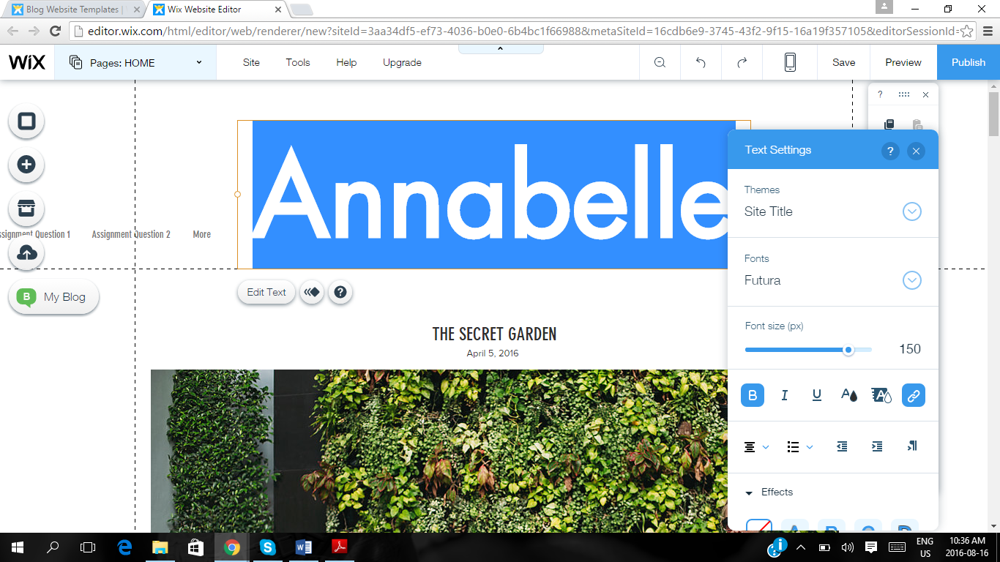 Blog Website Templates |
Wix Website Editor
editor.wix.com/html/editor/web/renderer/new?siteId=3aa34df5-ef73-4036-b0e0-6b4bc1f66988&metaSiteId=16cdb6e9-3745-43f2-9f15-16a19f357105&editorSessionId=
WiX
Pages: HOME
Site
Tools
Help
Upgrade
Save
Preview
Publish
?
Annabelle
Text Settings
?
Themes
Site Title
ssignment Question 1
Assignment Question 2
More
Fonts
Futura
B
My Blog
Edit Text
?
Font size (px)
150
THE SECRET GARDEN
April 5, 2016
B
I
U
A
A
Effects
ENG
US
10:36 AM
2016-08-16